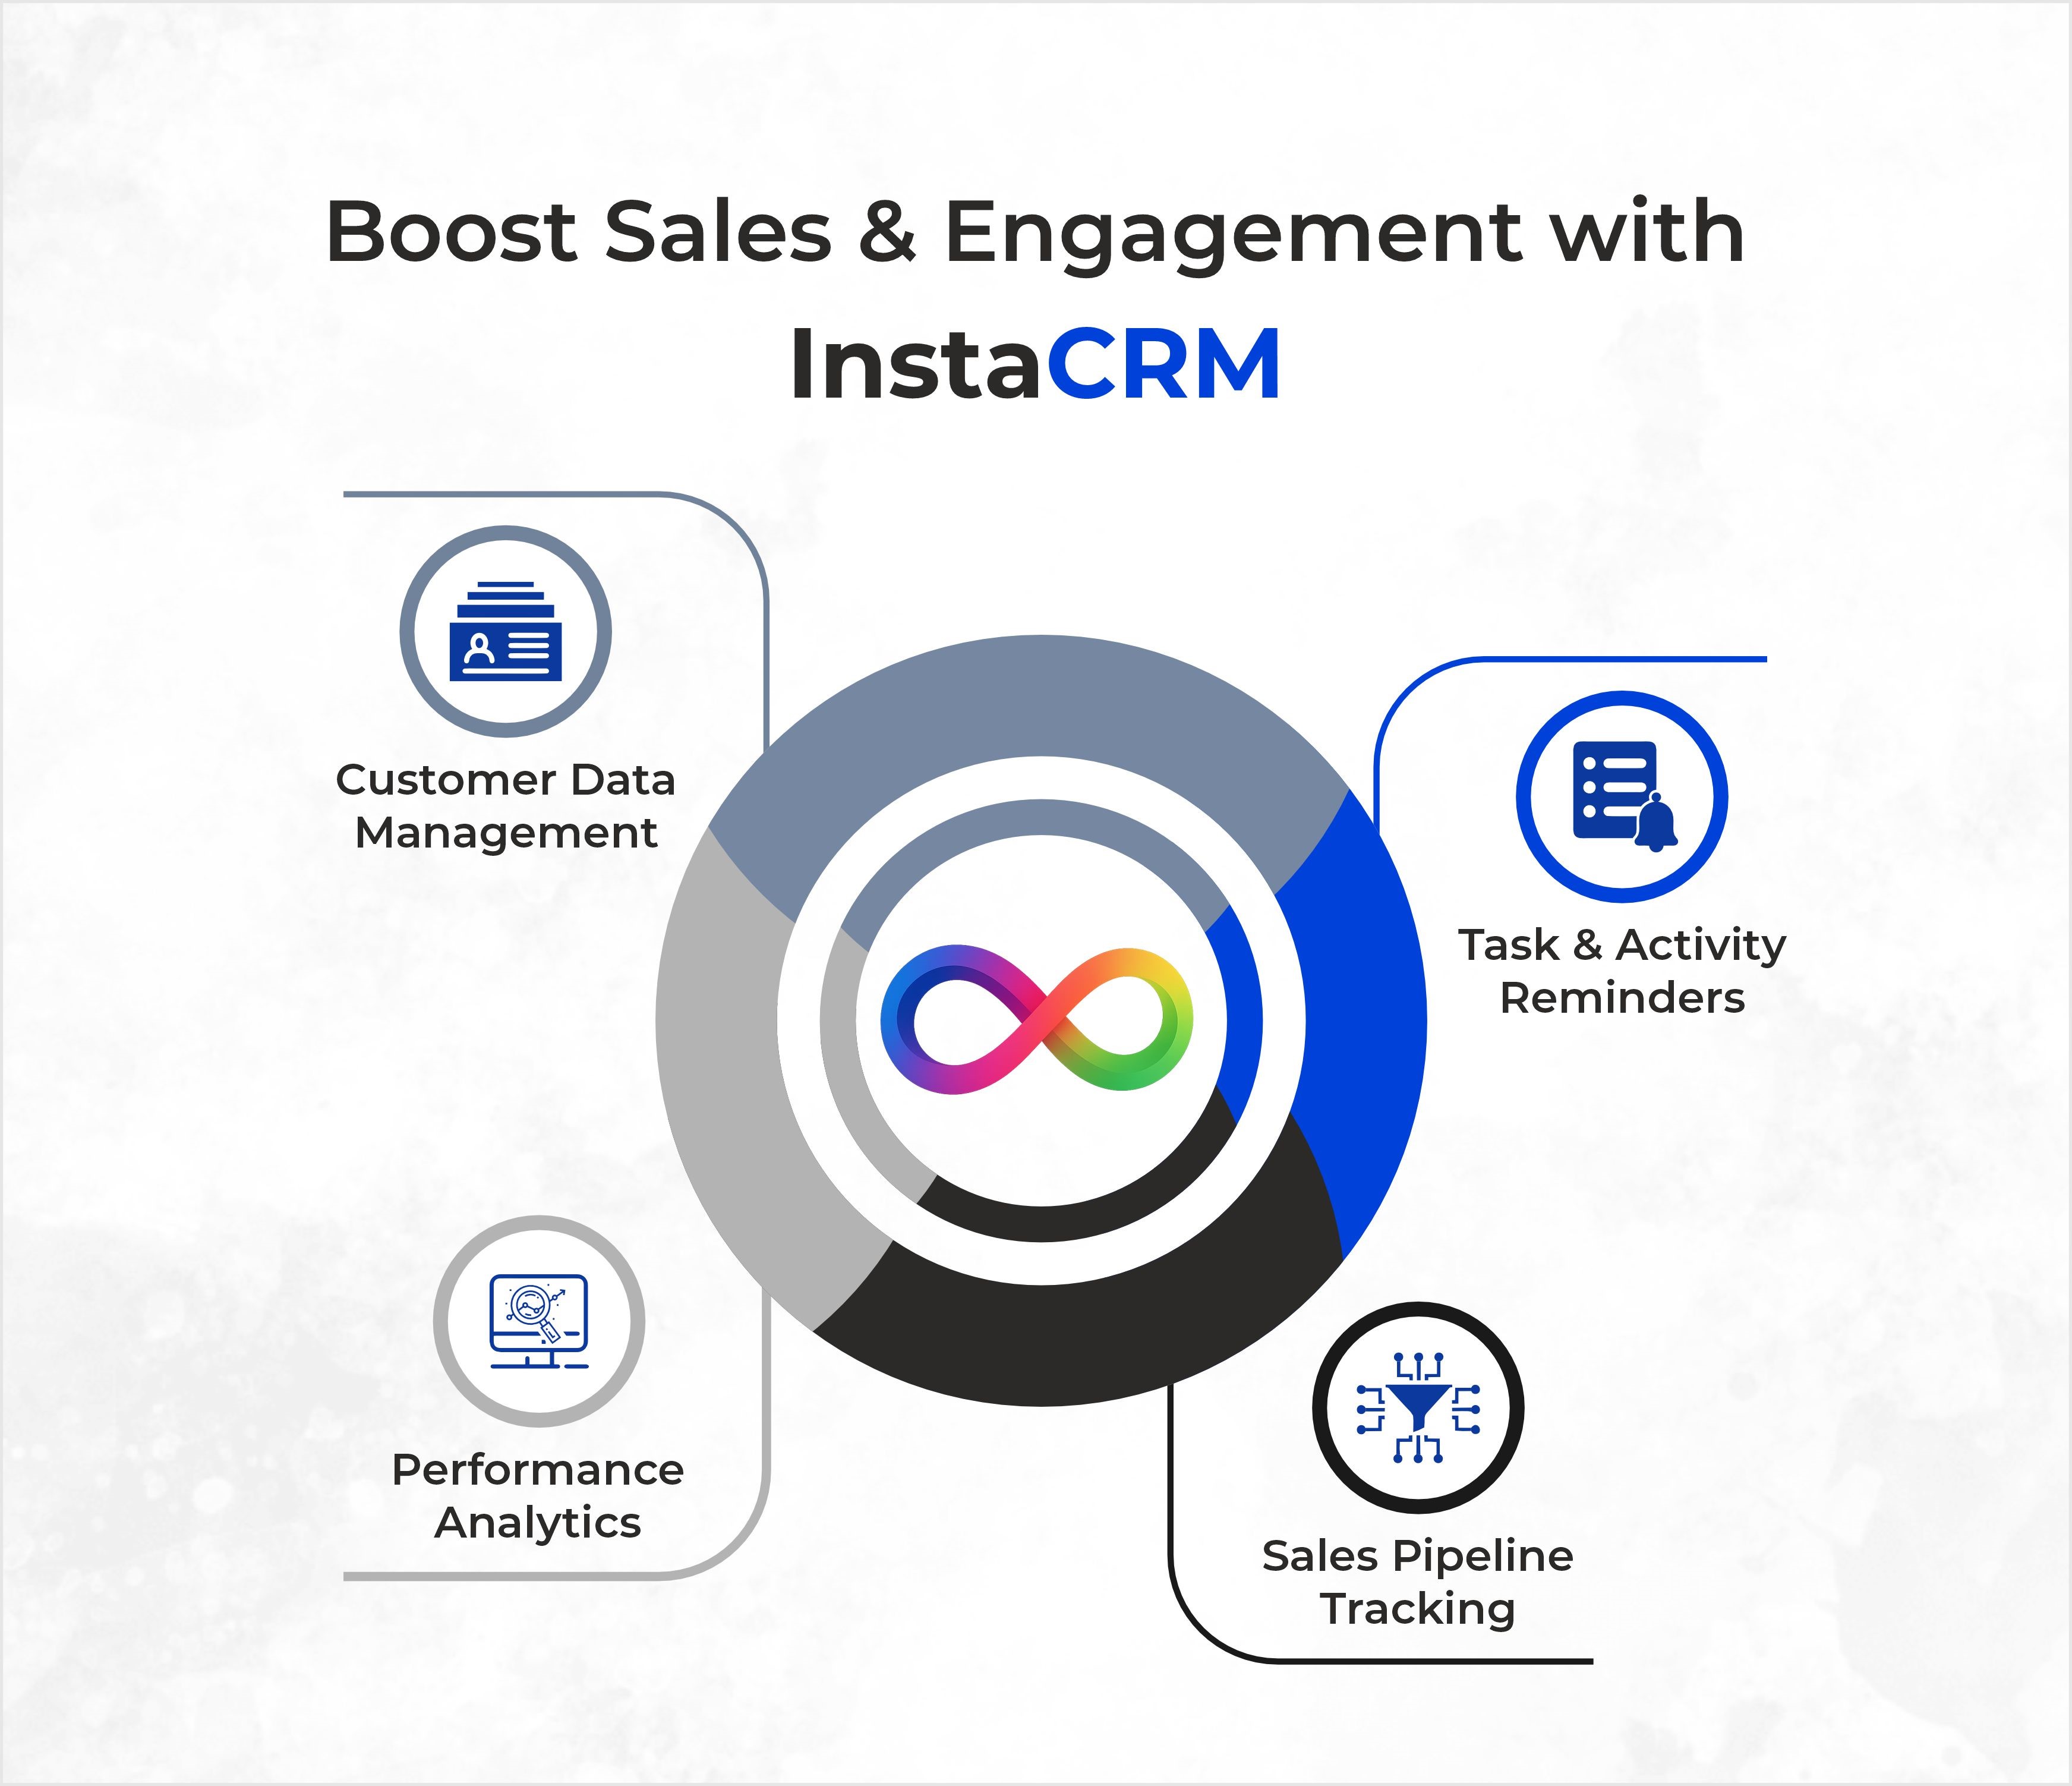 Boost Sales & Engagement with
InstaCRM
Customer Data
Management
Task & Activity
Reminders
Performance
Analytics
Sales Pipeline
Tracking